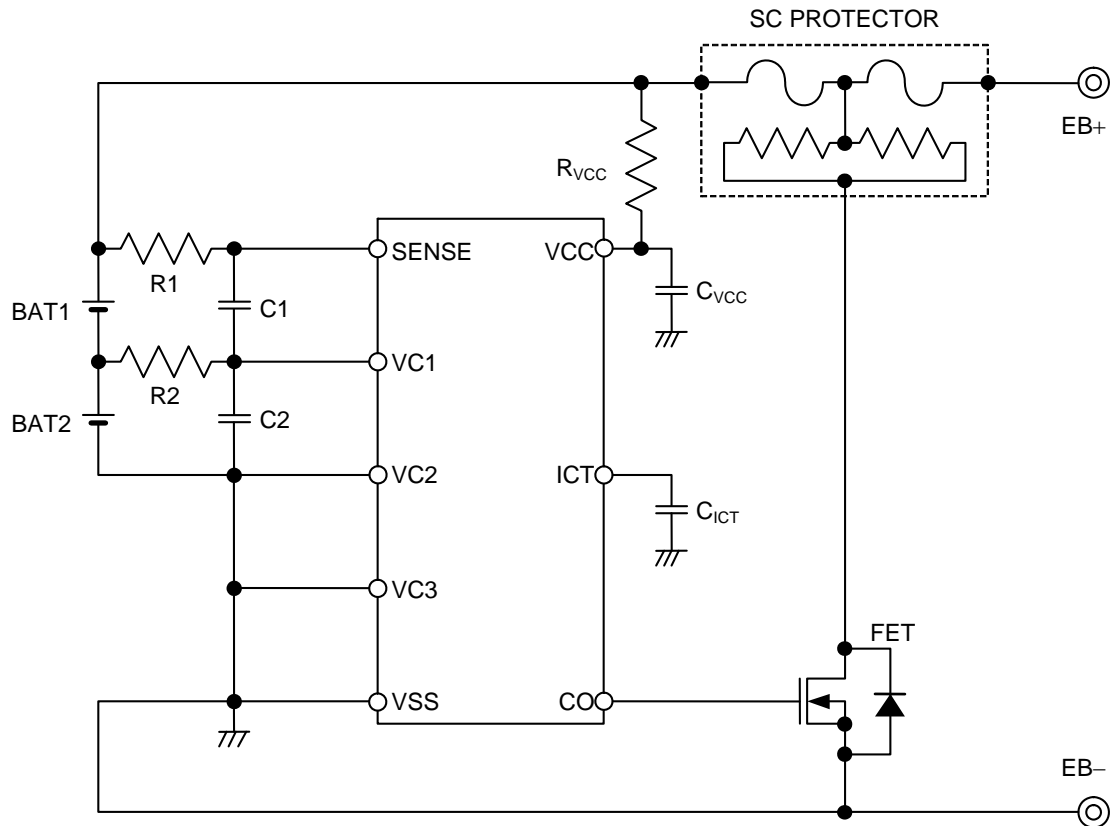 SC PROTECTOR
EB+
RVCC
SENSE
VCC
R1
BAT1
C1
CVCC
VC1
R2
BAT2
C2
VC2
ICT
CICT
VC3
FET
VSS
CO
EB−